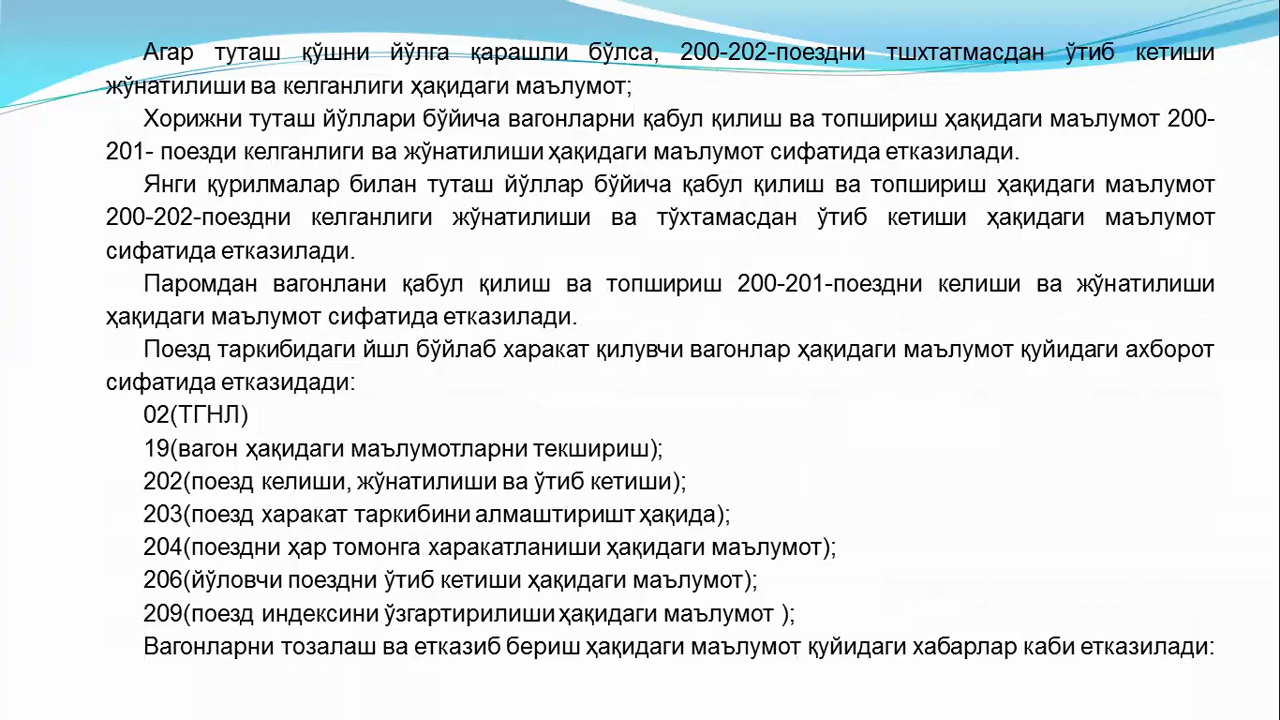 Агар туташ қўшни йўлга қарашли бўлса, 200-202-поездни тшхтатмасдан ўтиб кетиши
жўнатилиши ва келганлиги ҳақидаги маълумот;
Хорижни туташ йўллари бўйича вагонларни қабул қилиш ва топшириш ҳақидаги маълумот 200-
201- поезди келганлиги ва жўнатилиши ҳақидаги маълумот сифатида етказилади.
Янги қурилмалар билан туташ йўллар бўйича қабул қилиш ва топшириш ҳақидаги маълумот
200-202-поездни келганлиги жўнатилиши ва тўхтамасдан ўтиб кетиши ҳақидаги маълумот
сифатида етказилади.
Паромдан вагонлани қабул қилиш ва топшириш 200-201-поездни келиши ва жўнатилиши
ҳақидаги маълумот сифатида етказилади.
Поезд таркибидаги йшл бўйлаб харакат қилувчи вагонлар ҳақидаги маълумот қуйидаги ахборот
сифатида етказидади:
02(ТГНЛ)
19(вагон ҳақидаги маълумотларни текшириш);
202(поезд келиши, жўнатилиши ва ўтиб кетиши);
203(поезд харакат таркибини алмаштиришт ҳақида);
204(поездни ҳар томонга харакатланиши ҳақидаги маълумот);
206(йўловчи поездни ўтиб кетиши ҳақидаги маълумот);
209(поезд индексини ўзгартирилиши ҳақидаги маълумот );
Вагонларни тозалаш ва етказиб бериш ҳақидаги маълумот қуйидаги хабарлар каби етказилади: